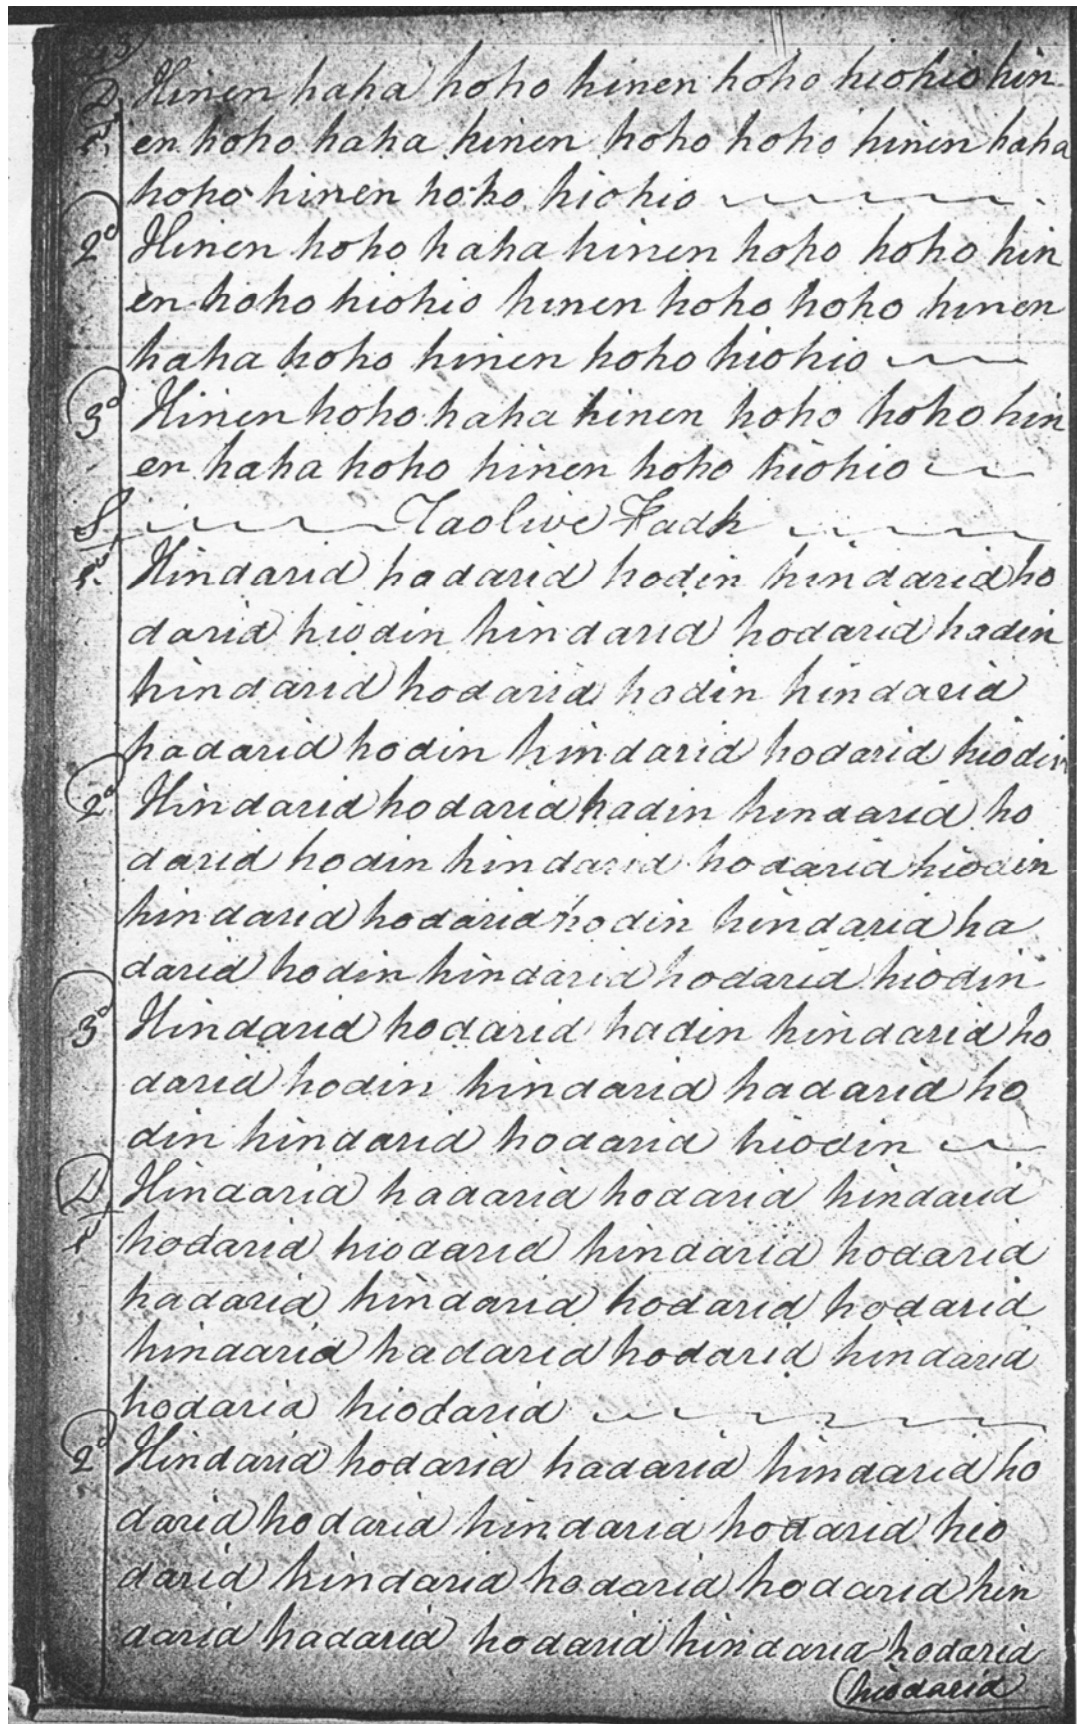 D Hinen haha hoho hinen hoho hiohio hin
1 en hoho haha hinen hoho hoho hinen haha
hoho hinen hoho hiohio
2d Hinen hoho haha hinen hoho hoho hin
en hoho hiohio hinen hoho hoho hinen
haha hoho hinen hoho hiohio
3d Hinen hoho haha hinen hoho hoho hin
en haha hoho hinen hoho hiohio
S Taolive Fadh
1 Hindarid hadarid hodin hindarid ho
darid hiodin hindarid hodarid hadin
hindarid hodarid hodin hindarid
hadarid hodin hindarid hodarid hiodin
2d Hindarid hodarid hadin hindarid ho
darid hodin hindarid hodarid hiodin
hindarid hodarid hodin hindarid ha
darid hodin hindarid hodarid hiodin
3d Hindarid hodarid hadin hindarid ho
darid hodin hindarid hadarid ho
din hindarid hodarid hiodin
D Hindarid hadarid hodarid hindarid
1 hodarid hiodarid hindarid hodarid
hadarid hindarid hodarid hodarid
hindarid hadarid hodarid hindarid
hodarid hiodarid
2d Hindarid hodarid hadarid hindarid ho
darid hodarid hindarid hodarid hio
darid hindarid hodarid hodarid hin
darid hadarid hodarid hindarid hodarid
hiodarid